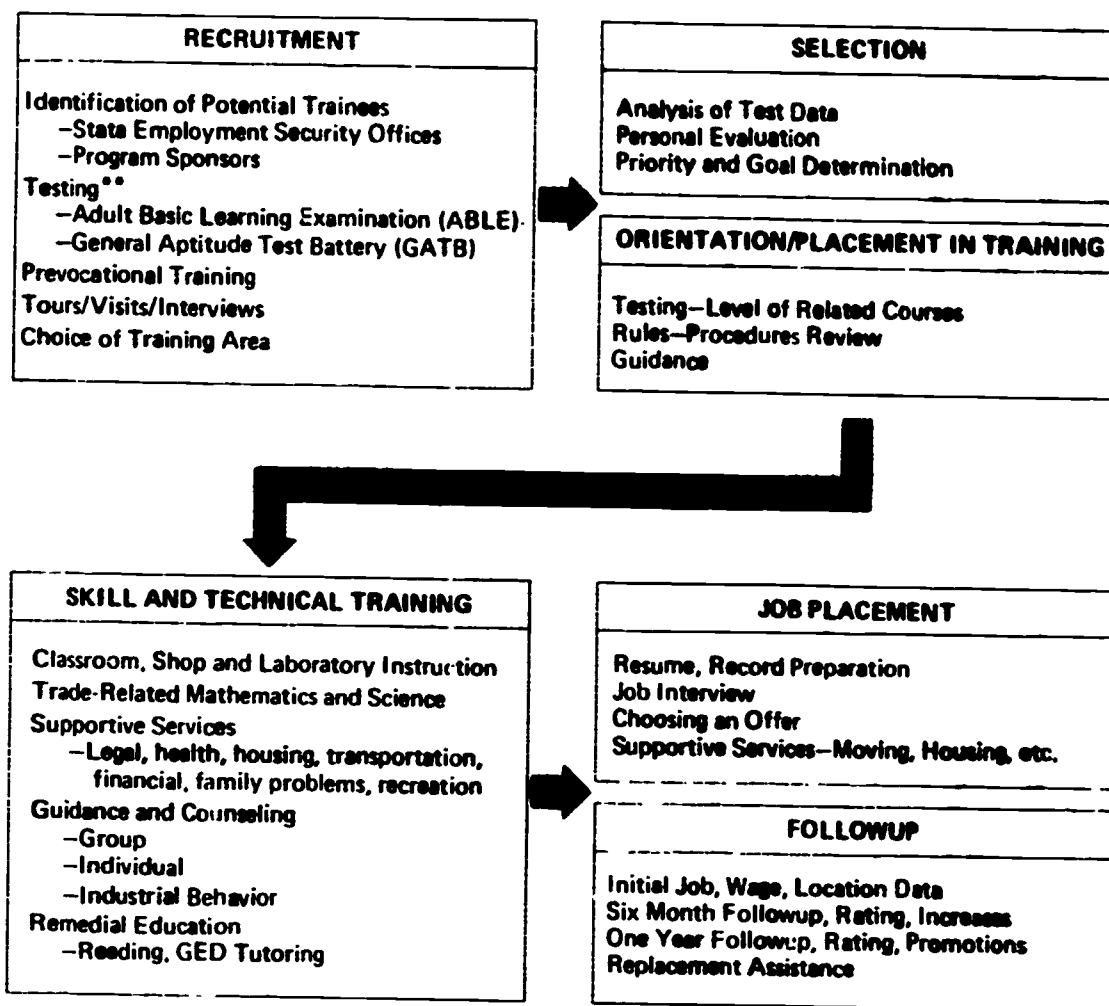 RECRUITMENT
Identification of Potential Trainees
—Stata Employment Security Offices
—Program Sponsors
Testing**
—Adult Basic Learning Examination (ABLE)
—General Aptitude Test Battery (GATB)
Prevocational Training
Tours/Visits/Interviews
Choice of Training Area
SELECTION
Analysis of Test Data
Personal Evaluation
Priority and Goal Determination
ORIENTATION/PLACEMENT IN TRAINING
Testing—Level of Related Courses
Rules—Procedures Review
Guidance
SKILL AND TECHNICAL TRAINING
Classroom, Shop and Laboratory Instruction
Trade-Related Mathematics and Science
Supportive Services
—Legal, health, housing, transportation,
financial, family problems, recreation
Guidance and Counseling
—Group
—Individual
—Industrial Behavior
Remedial Education
—Reeding, GED Tutoring
JOB PLACEMENT
Resume, Record Preparation
Job Interview
Choosing an Offer
Supportive Services—Moving, Housing, etc.
FOLLOWUP
Initial Job, Wage, Location Data
Six Month Followup, Rating, Increases
One Year Followup, Rating, Promotions
Replacement Assistance